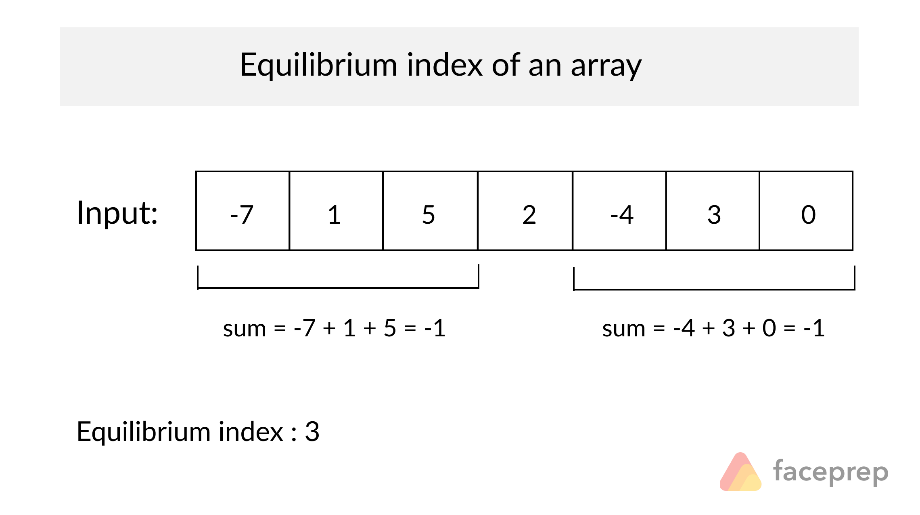 Equilibrium index of an array
Input: -7 1 5 2 -4 3 0
sum = -7 + 1 + 5 = -1 sum = -4 + 3 + 0 = -1
Equilibrium index : 3
faceprep